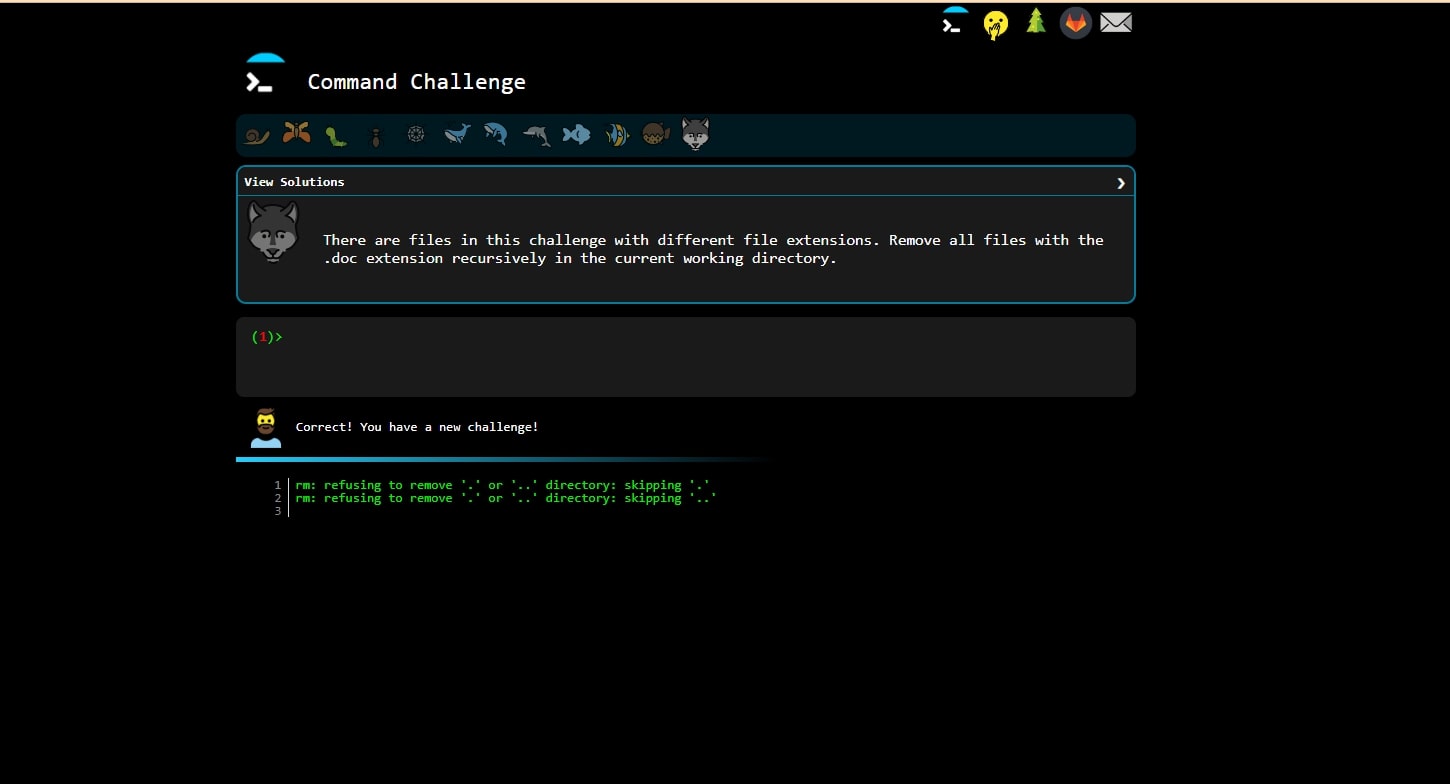 Command Challenge
View Solutions
There are files in this challenge with different file extensions. Remove all files with the
.doc extension recursively in the current working directory.
(1)>
Correct! You have a new challenge!
1 rm: refusing to remove '.' or '..' directory: skipping '.'
2 rm: refusing to remove '.' or '..' directory: skipping '..'
3